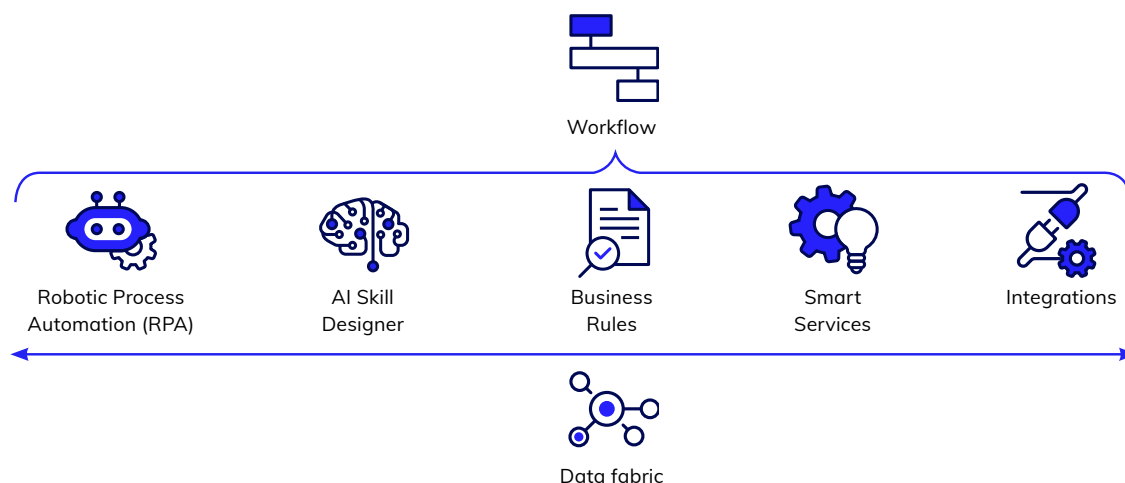 Workflow
Robotic Process
Automation (RPA)
AI Skill
Designer
Business
Rules
Smart
Services
Integrations
Data fabric